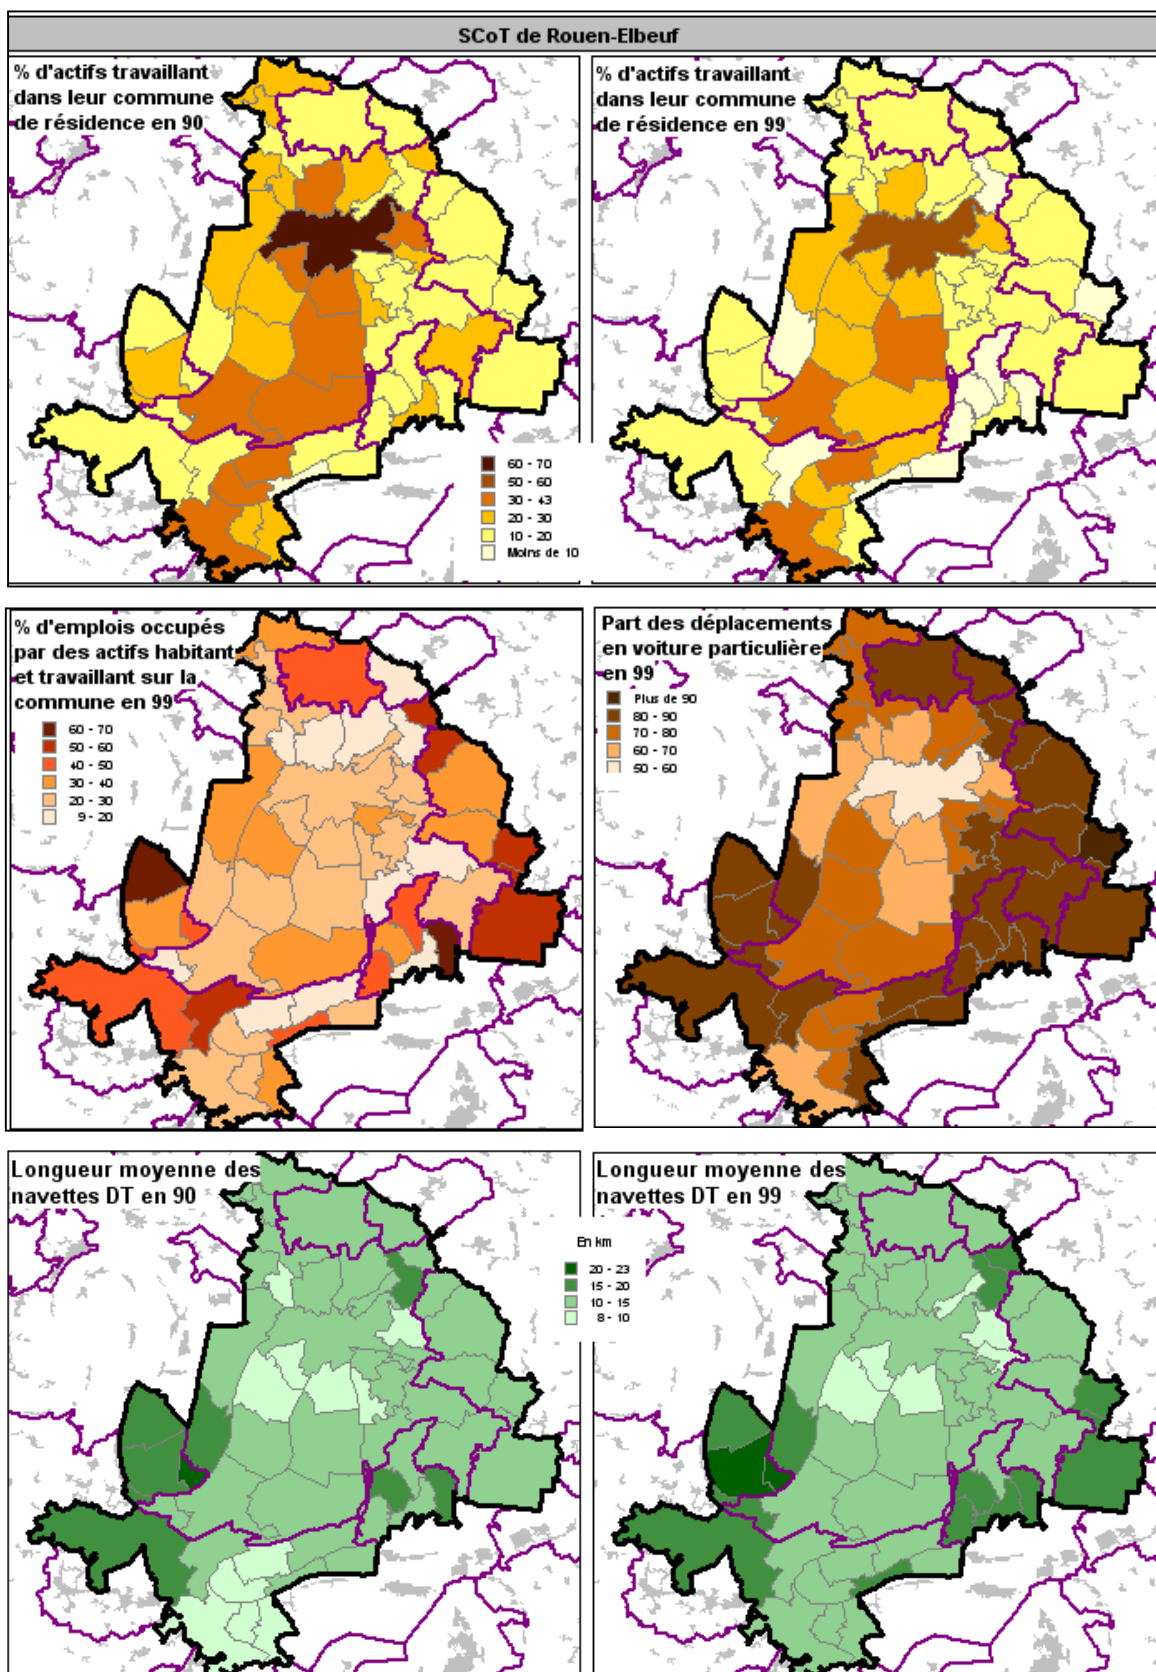 SCoT de Rouen-Elbeuf
% d'actifs travaillant
dans leur commune
de résidence en 90
% d'actifs travaillant
dans leur commune
de résidence en 99
60 - 70
50 - 60
30 - 43
20 - 30
10 - 20
Moins de 10
% d'emplois occupés
par des actifs habitant
et travaillant sur la
commune en 99
60 - 70
50 - 60
40 - 50
30 - 40
20 - 30
9 - 20
Part des déplacements
en voiture particulière
en 99
Plus de 90
80 - 90
70 - 80
60 - 70
50 - 60
Longueur moyenne des
navettes DT en 90
Longueur moyenne des
navettes DT en 99
En km
20 - 23
15 - 20
10 - 15
8 - 10